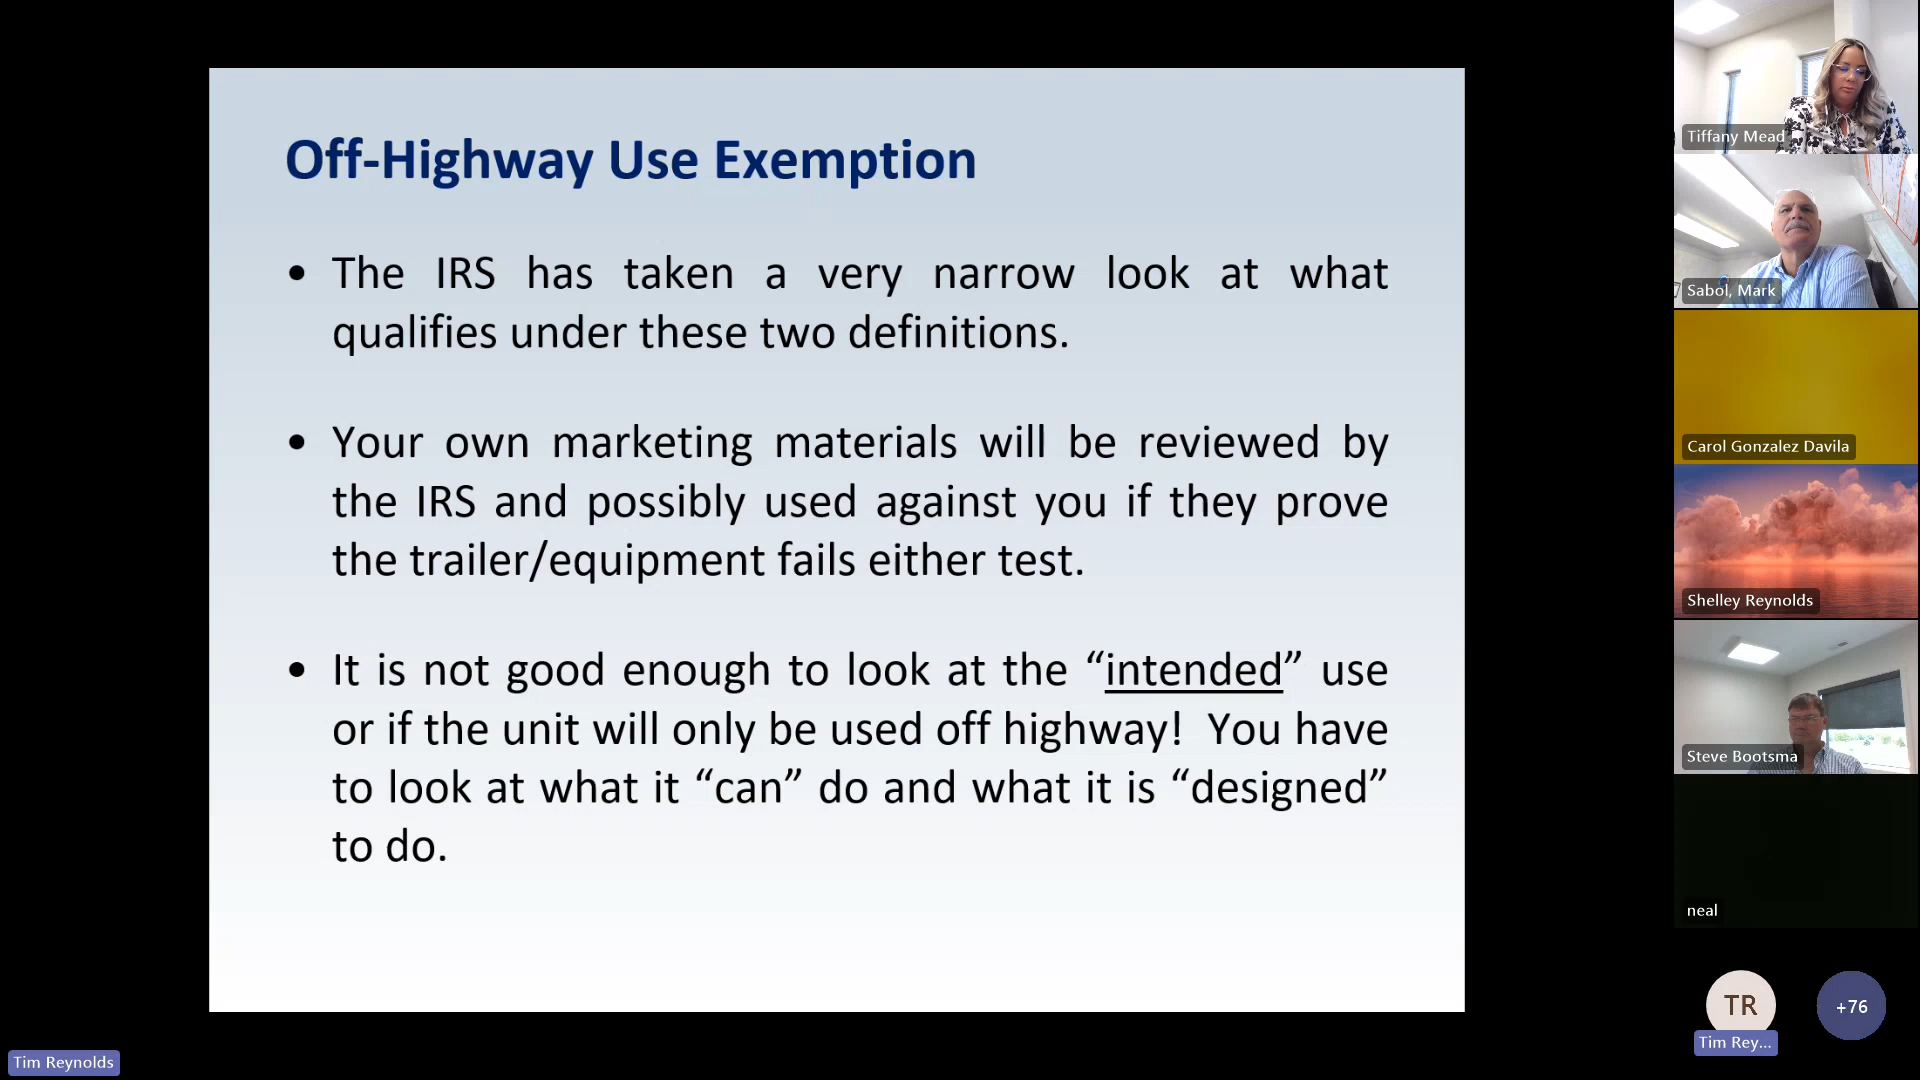 Off-Highway Use Exemption
• The IRS has taken a very narrow look at what
qualifies under these two definitions.
• Your own marketing materials will be reviewed by
the IRS and possibly used against you if they prove
the trailer/equipment fails either test.
• It is not good enough to look at the “intended” use
or if the unit will only be used off highway! You have
to look at what it “can” do and what it is “designed”
to do.
Tiffany Mead
Sabol, Mark
Carol Gonzalez Davila
Shelley Reynolds
Steve Bootsma
neal
TR
+76
Tim Rey...
Tim Reynolds